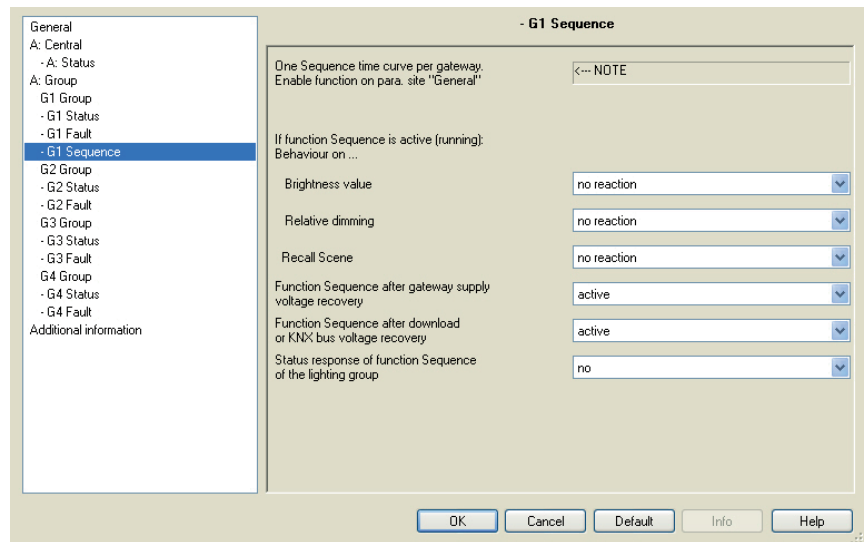 General
A: Central
- A: Status
A: Group
G1 Group
- G1 Status
- G1 Fault
- G1 Sequence
G2 Group
- G2 Status
- G2 Fault
G3 Group
- G3 Status
- G3 Fault
G4 Group
- G4 Status
- G4 Fault
Additional information
- G1 Sequence
One Sequence time curve per gateway.
Enable function on para. site "General"
<--- NOTE
If function Sequence is active (running):
Behaviour on ...
Brightness value
no reaction
Relative dimming
no reaction
Recall Scene
no reaction
Function Sequence after gateway supply
voltage recovery
active
Function Sequence after download
or KNX bus voltage recovery
active
Status response of function Sequence
of the lighting group
no
OK
Cancel
Default
Info
Help